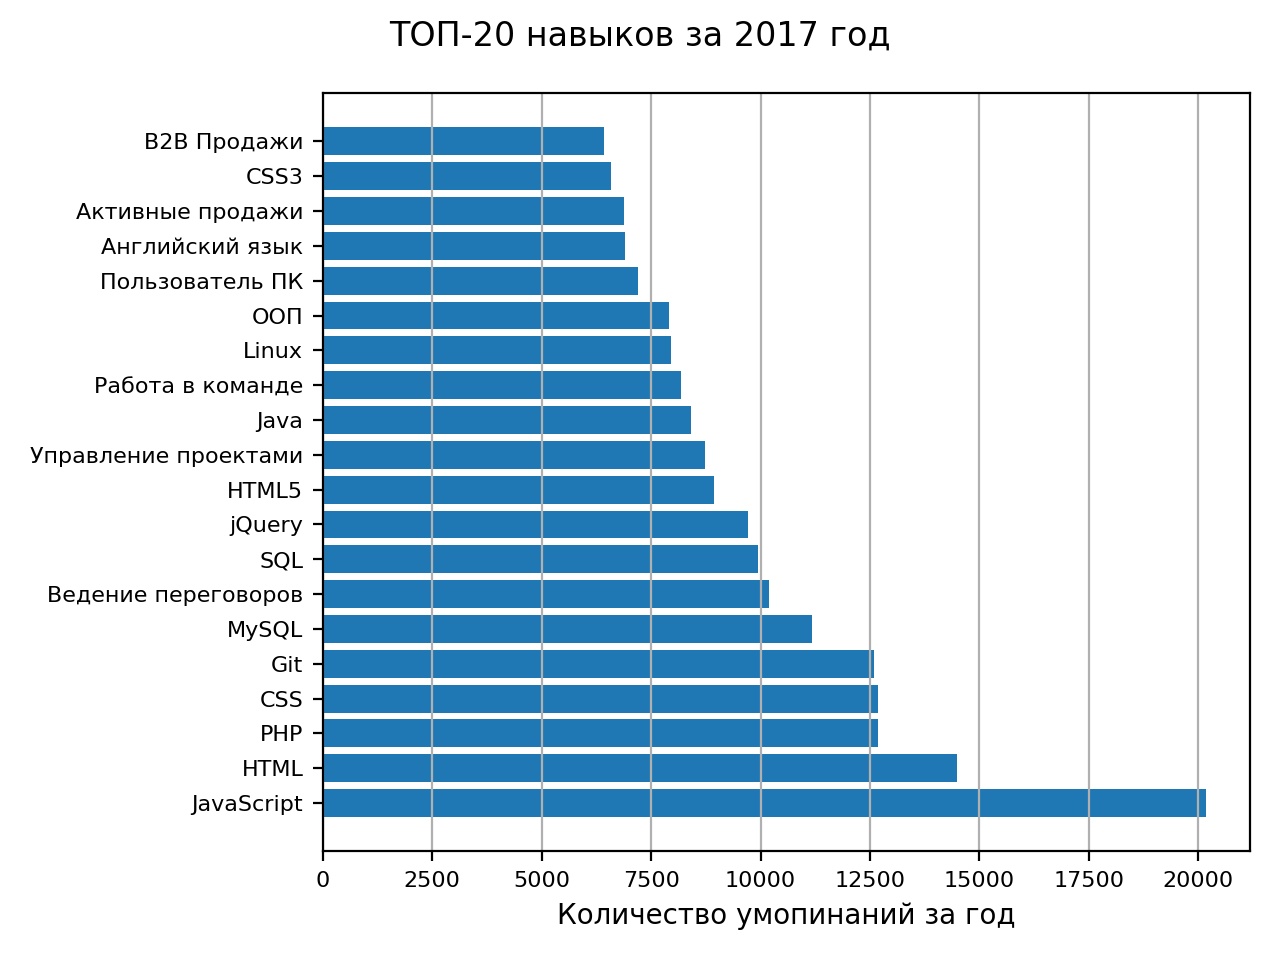 ТОП-20 навыков за 2017 год
B2B Продажи
CSS3
Активные продажи
Английский язык
Пользователь ПК
ООП
Linux
Работа в команде
Java
Управление проектами
HTML5
jQuery
SQL
Ведение переговоров
MySQL
Git
CSS
PHP
HTML
JavaScript
0 2500 5000 7500 10000 12500 15000 17500 20000
Количество умопинаний за год